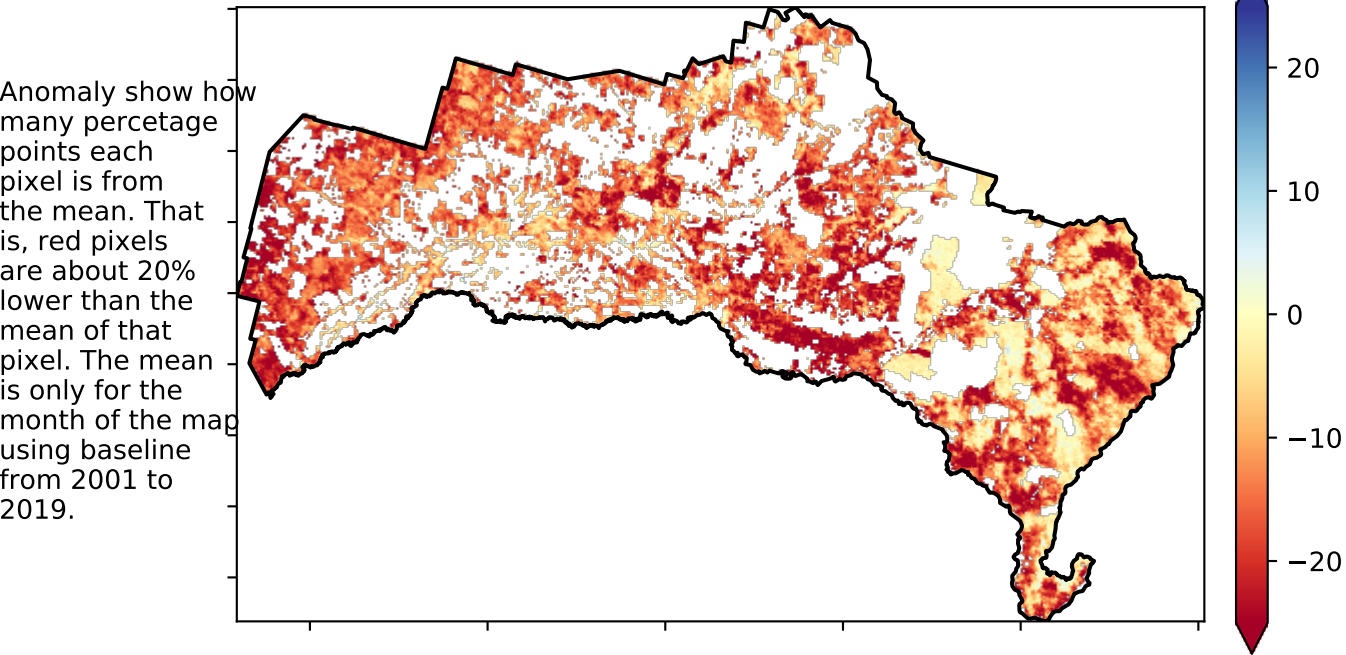 Anomaly show how
many percetage
points each
pixel is from
the mean. That
is, red pixels
are about 20%
lower than the
mean of that
pixel. The mean
is only for the
month of the map
using baseline
from 2001 to
2019.
20
10
0
−10
−20